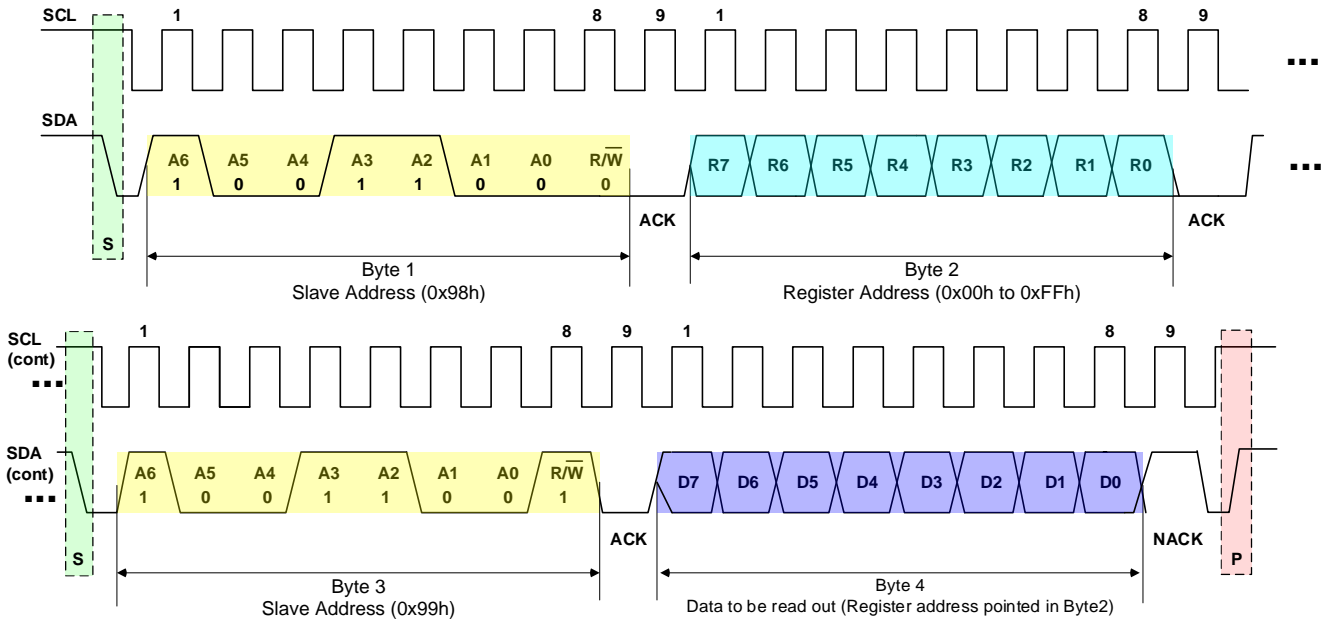 SCL 1 8 9 1 8 9
...
SDA
A6 A5 A4 A3 A2 A1 A0 R/W R7 R6 R5 R4 R3 R2 R1 R0 ...
1 0 0 1 1 0 0 0
ACK ACK
S
Byte 1 Byte 2
Slave Address (0x98h) Register Address (0x00h to 0xFFh)
SCL 1 8 9 1 8 9
(cont)
...
SDA
(cont) A6 A5 A4 A3 A2 A1 A0 R/W D7 D6 D5 D4 D3 D2 D1 D0
... 1 0 0 1 1 0 0 1
ACK NACK
S P
Byte 3 Byte 4
Slave Address (0x99h) Data to be read out (Register address pointed in Byte2)